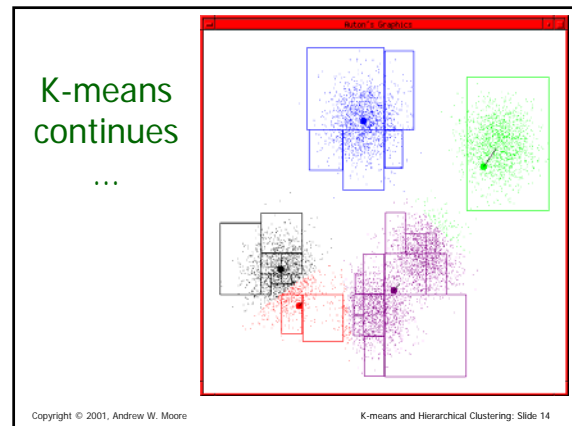 Auton's Graphics
K-means
continues
…
Copyright © 2001, Andrew W. Moore
K-means and Hierarchical Clustering: Slide 14